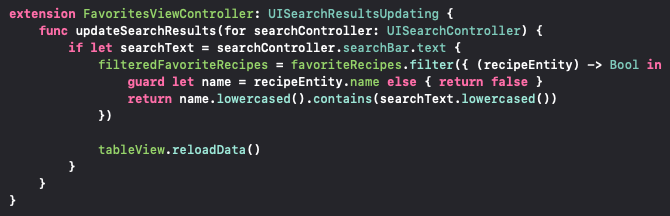 extension FavoritesViewController: UISearchResultsUpdating {
    func updateSearchResults(for searchController: UISearchController) {
        if let searchText = searchController.searchBar.text {
            filteredFavoriteRecipes = favoriteRecipes.filter({ (recipeEntity) -> Bool in
                guard let name = recipeEntity.name else { return false }
                return name.lowercased().contains(searchText.lowercased())
            })

            tableView.reloadData()
        }
    }
}